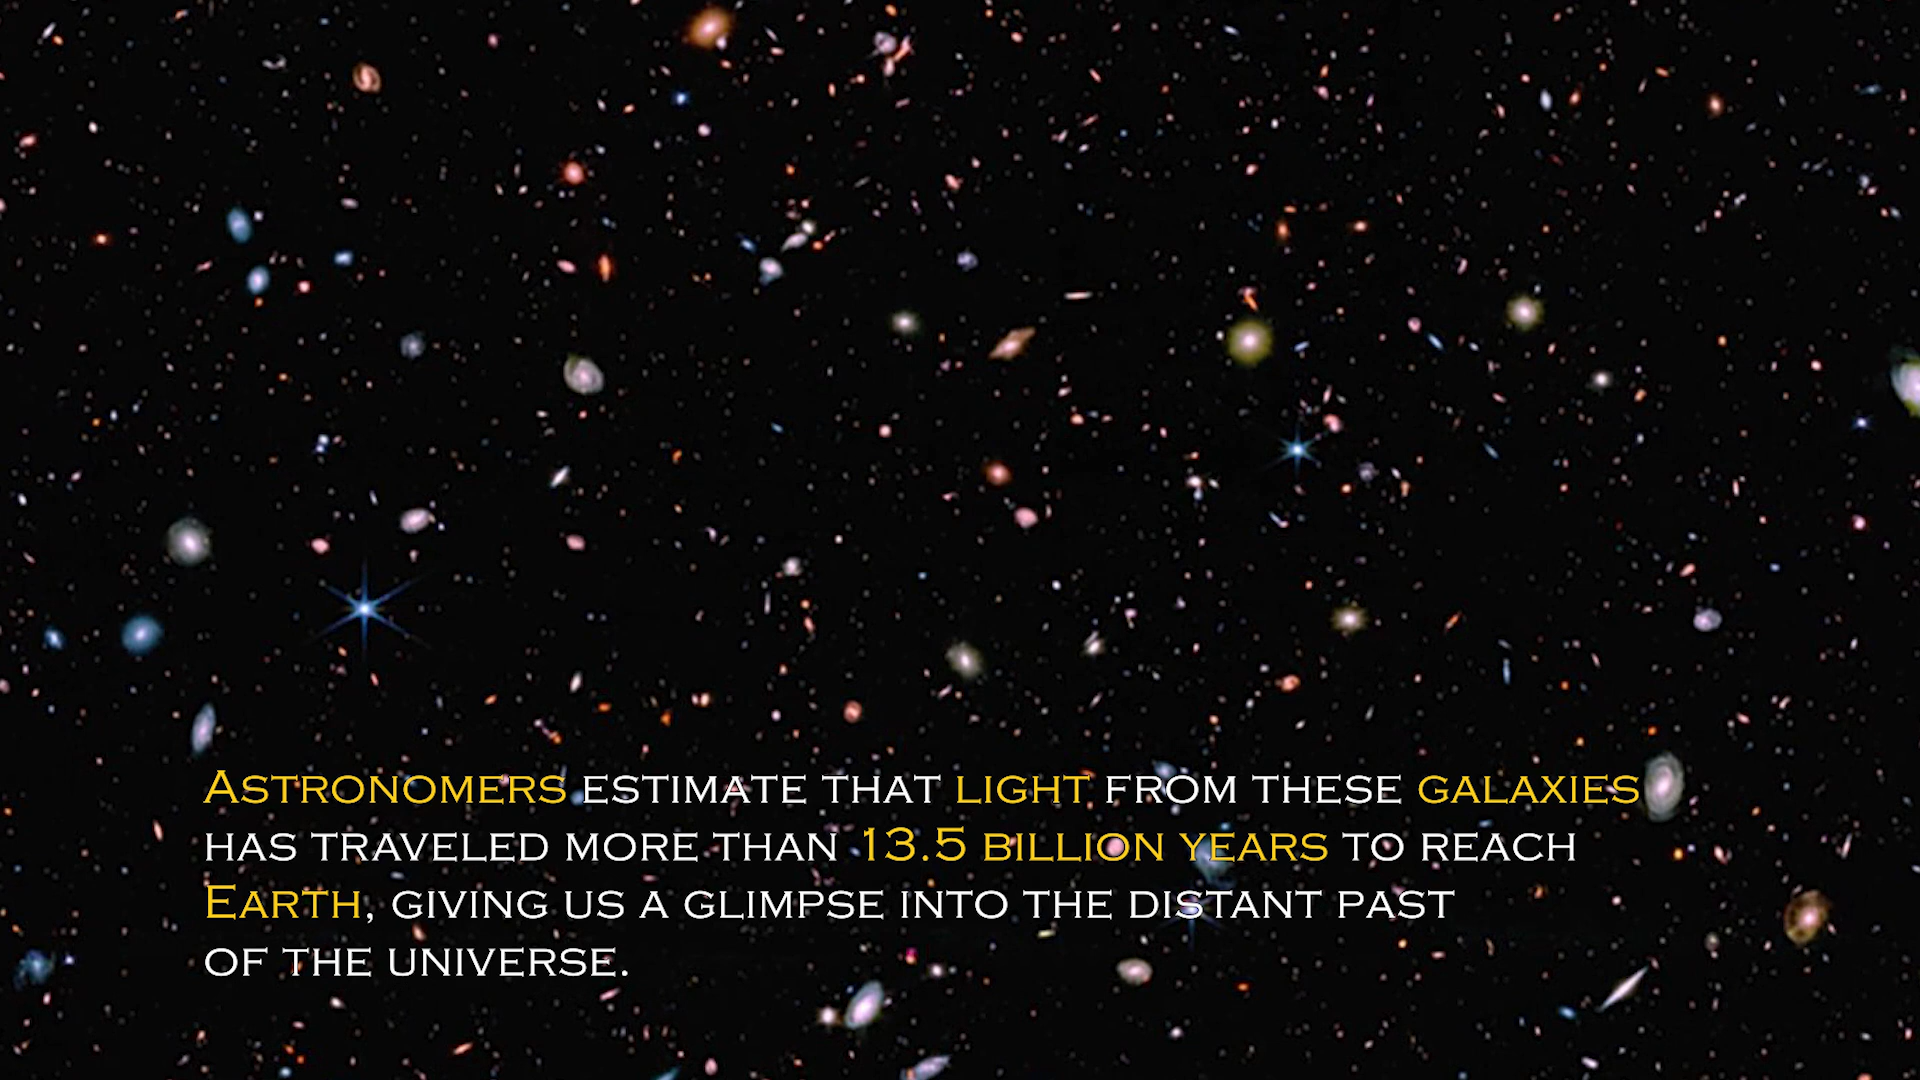 Astronomers estimate that light from these galaxies
has traveled more than 13.5 billion years to reach
Earth, giving us a glimpse into the distant past
of the universe.